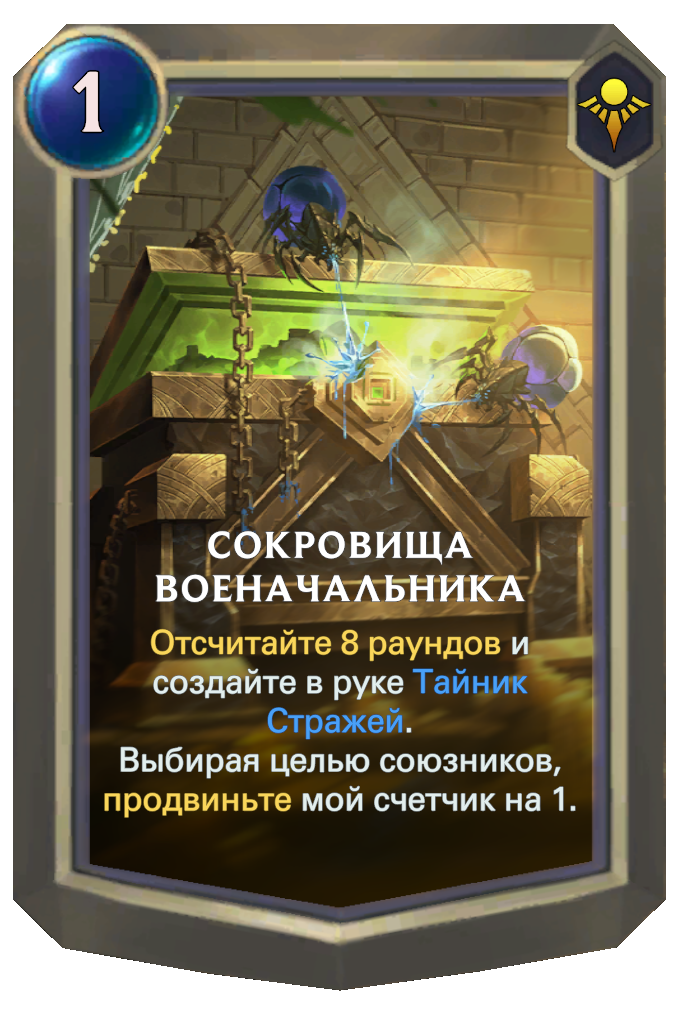 1
СОКРОВИЩА
ВОЕНАЧАЛЬНИКА
Отсчитайте 8 раундов и
создайте в руке Тайник
Стражей.
Выбирая целью союзников,
продвиньте мой счетчик на 1.